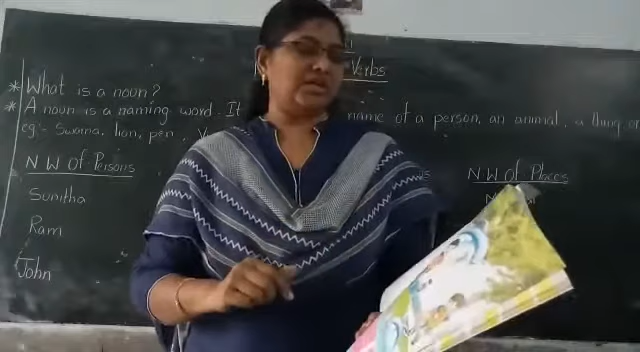 Verbs
* What is a noun?
* A noun is a naming word. It name of a person, an animal, a thing or
eg:- Swarna, lion, pen.
N W of Persons
N.W of Places
Sunitha
Ram
John